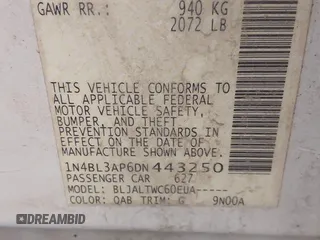 GAWR RR.: 940 KG
2072 LB
THIS VEHICLE CONFORMS TO
ALL APPLICABLE FEDERAL
MOTOR VEHICLE SAFETY,
BUMPER, AND THEFT
PREVENTION STANDARDS IN
EFFECT ON THE DATE OF
MANUFACTURE SHOWN ABOVE.
1N4BL3AP6DN443250
PASSENGER CAR 627
MODEL: BLJALTWC6DEUA-----
COLOR: QAB TRIM: G 9N00A
DREAMBID